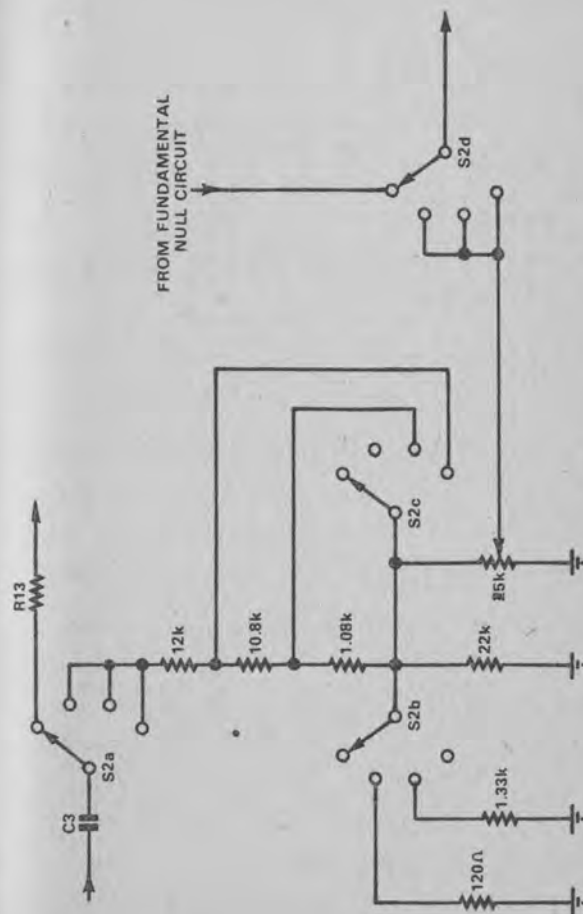 FROM FUNDAMENTAL
NULL CIRCUIT
S2d
R13
C3
S2a
12k
10.8k
1.08k
S2c
S2b
22k
1.33k
120Ω